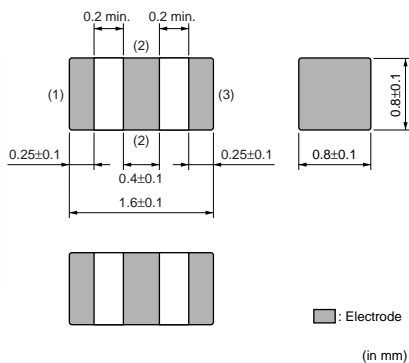 0.2 min. 0.2 min.
(2)
(1) (3)
0.8±0.1
(2)
0.25±0.1 0.25±0.1 0.8±0.1
0.4±0.1
1.6±0.1
: Electrode
(in mm)